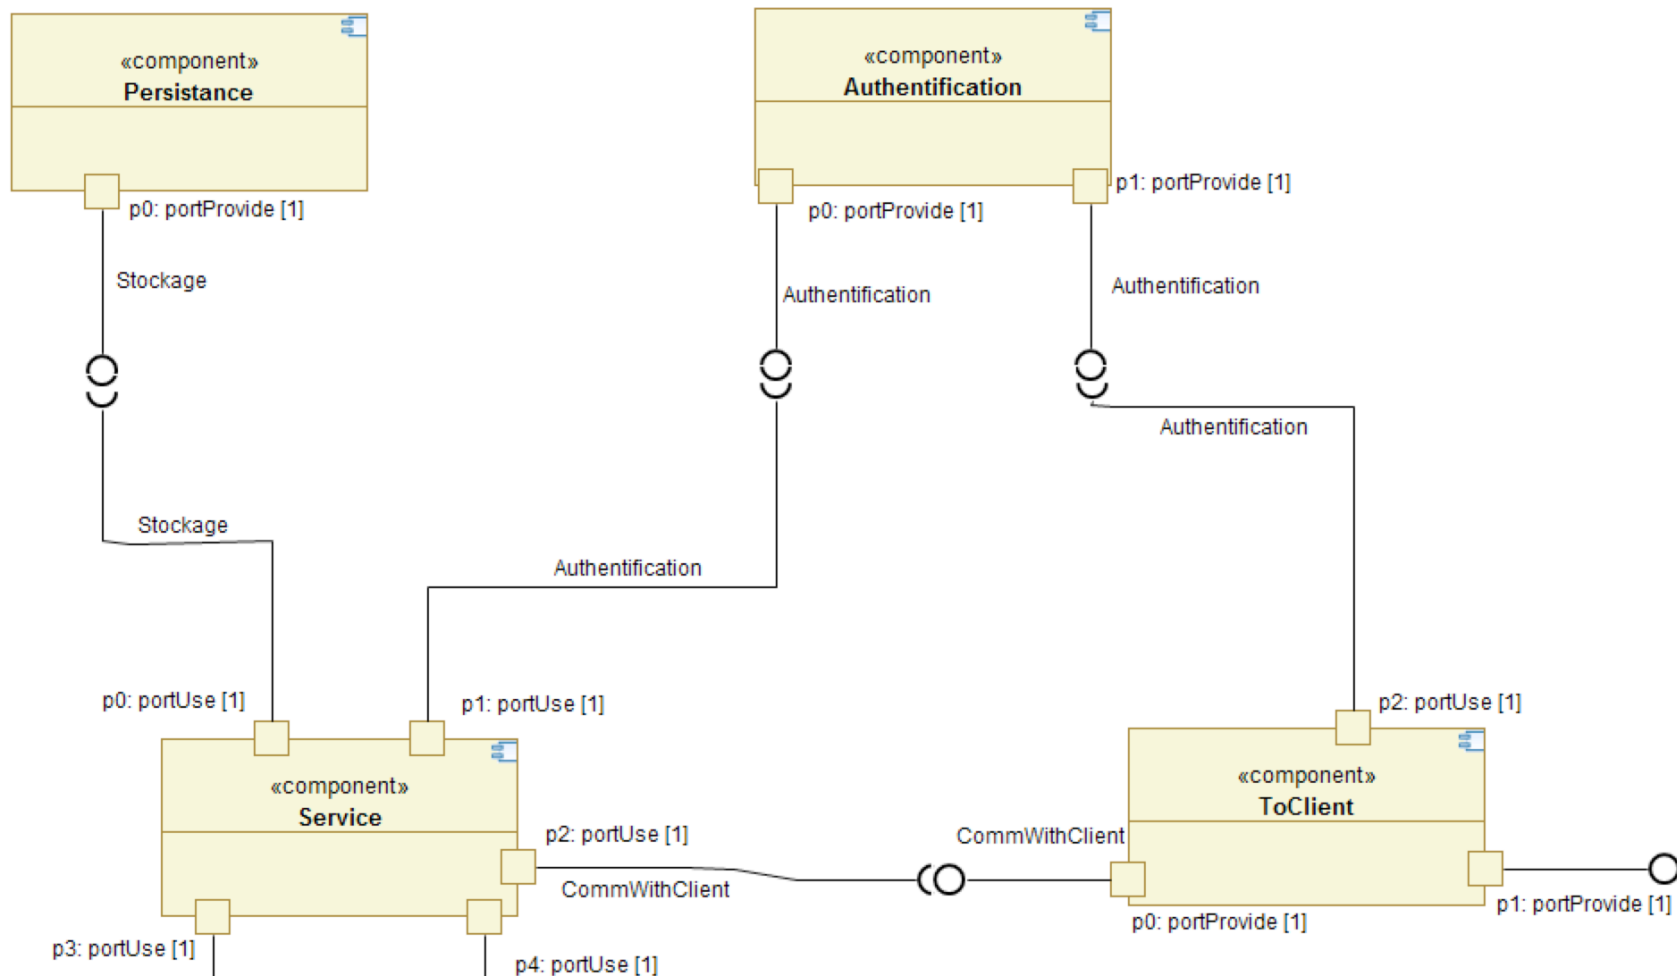 «component»
Persistance
p0: portProvide [1]
Stockage
Stockage
«component»
Authentification
p0: portProvide [1]
p1: portProvide [1]
Authentification
Authentification
Authentification
Authentification
p0: portUse [1]
p1: portUse [1]
«component»
Service
p2: portUse [1]
CommWithClient
p3: portUse [1]
p4: portUse [1]
p2: portUse [1]
«component»
ToClient
CommWithClient
p0: portProvide [1]
p1: portProvide [1]